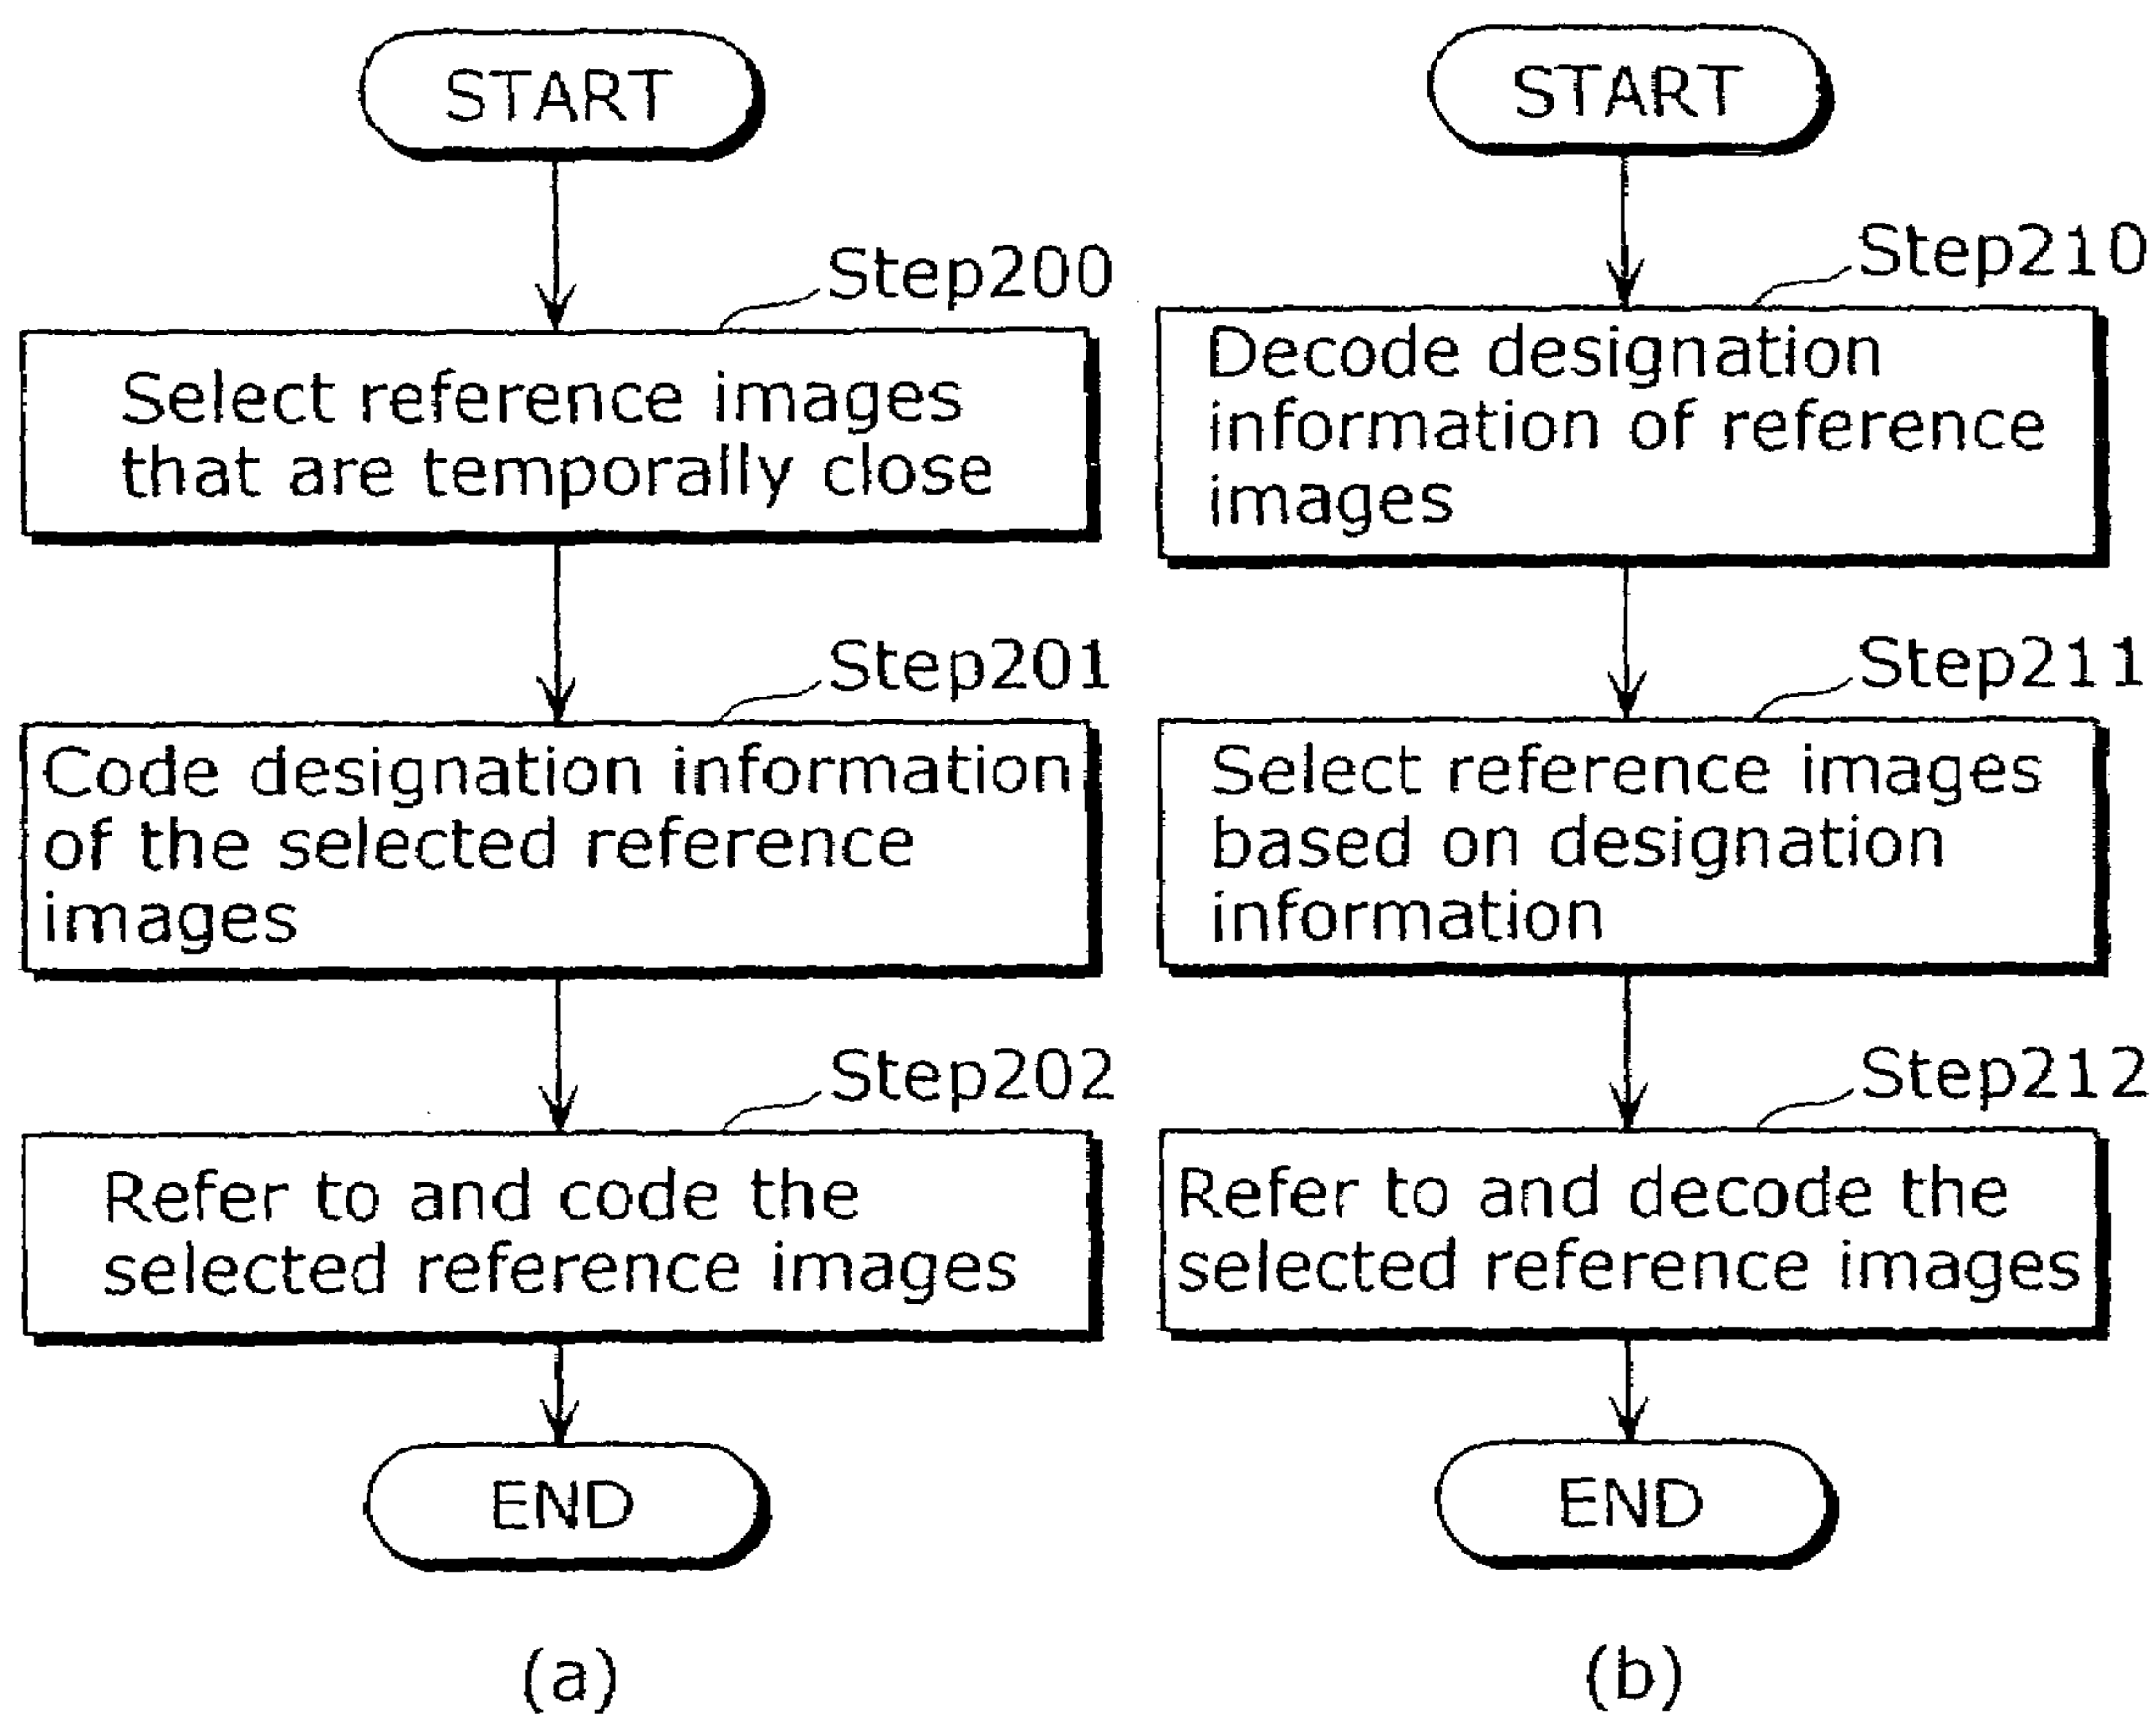 START
Step200
Select reference images
that are temporally close
Step201
Code designation information
of the selected reference
images
Step202
Refer to and code the
selected reference images
END
(a)
START
Step210
Decode designation
information of reference
images
Step211
Select reference images
based on designation
information
Step212
Refer to and decode the
selected reference images
END
(b)